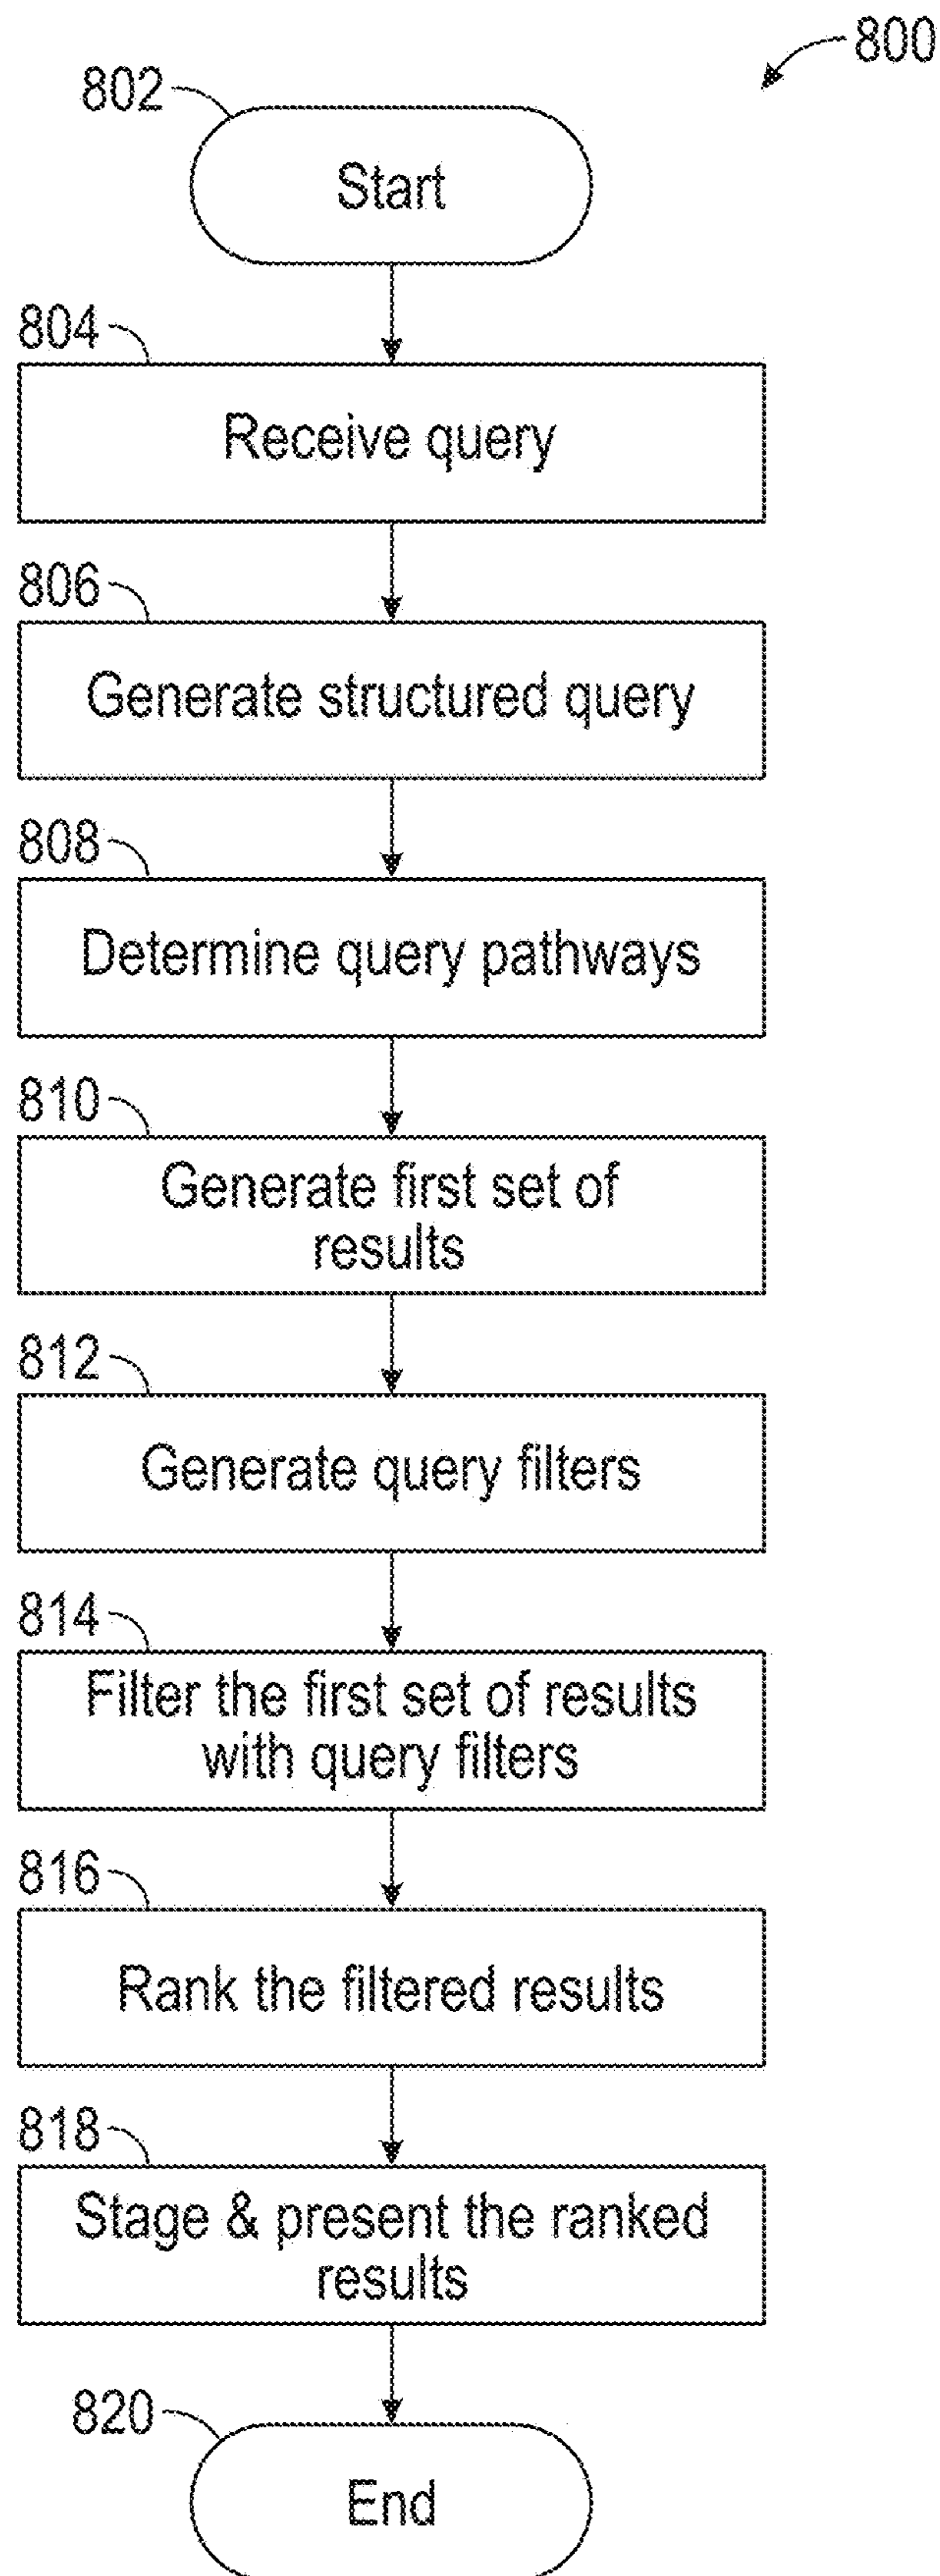 800
802
Start
804
Receive query
806
Generate structured query
808
Determine query pathways
810
Generate first set of
results
812
Generate query filters
814
Filter the first set of results
with query filters
816
Rank the filtered results
818
Stage & present the ranked
results
820
End